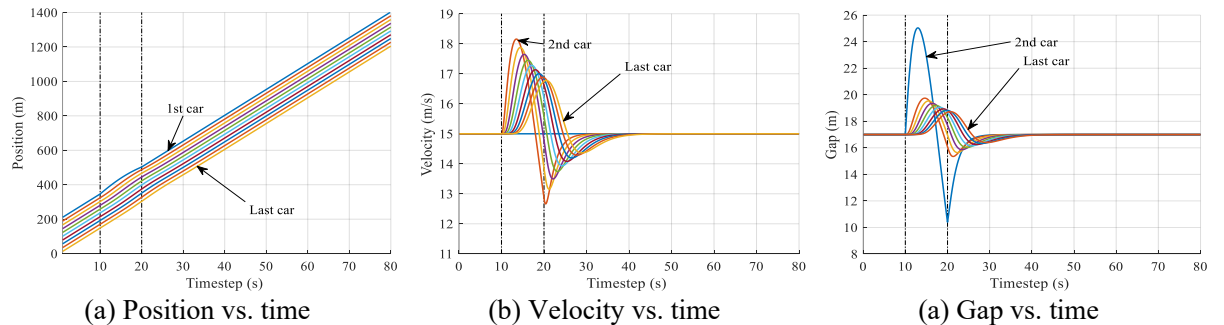 1400
1200
1000
800
600
400
200
0
Position (m)
1st car
Last car
10 20 30 40 50 60 70 80
Timestep (s)
(a) Position vs. time
19
18
17
16
15
14
13
12
11
Velocity (m/s)
2nd car
Last car
0 10 20 30 40 50 60 70 80
Timestep (s)
(b) Velocity vs. time
26
24
22
20
18
16
14
12
10
8
Gap (m)
2nd car
Last car
0 10 20 30 40 50 60 70 80
Timestep (s)
(a) Gap vs. time